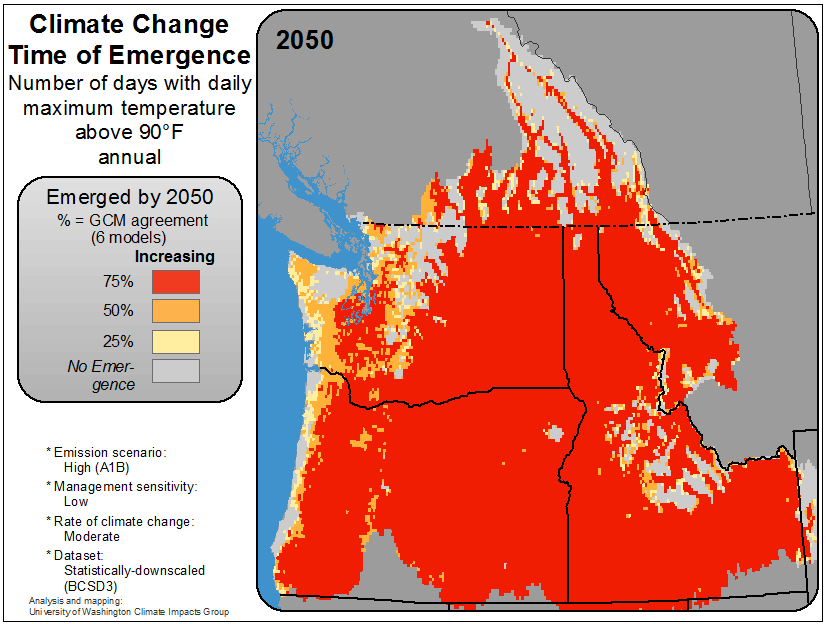 Climate Change
Time of Emergence
Number of days with daily
maximum temperature
above 90°F
annual
Emerged by 2050
% = GCM agreement
(6 models)
Increasing
75%
50%
25%
No Emer-
gence
* Emission scenario:
High (A1B)
* Management sensitivity:
Low
* Rate of climate change:
Moderate
* Dataset:
Statistically-downscaled
(BCSD3)
Analysis and mapping:
University of Washington Climate Impacts Group
2050